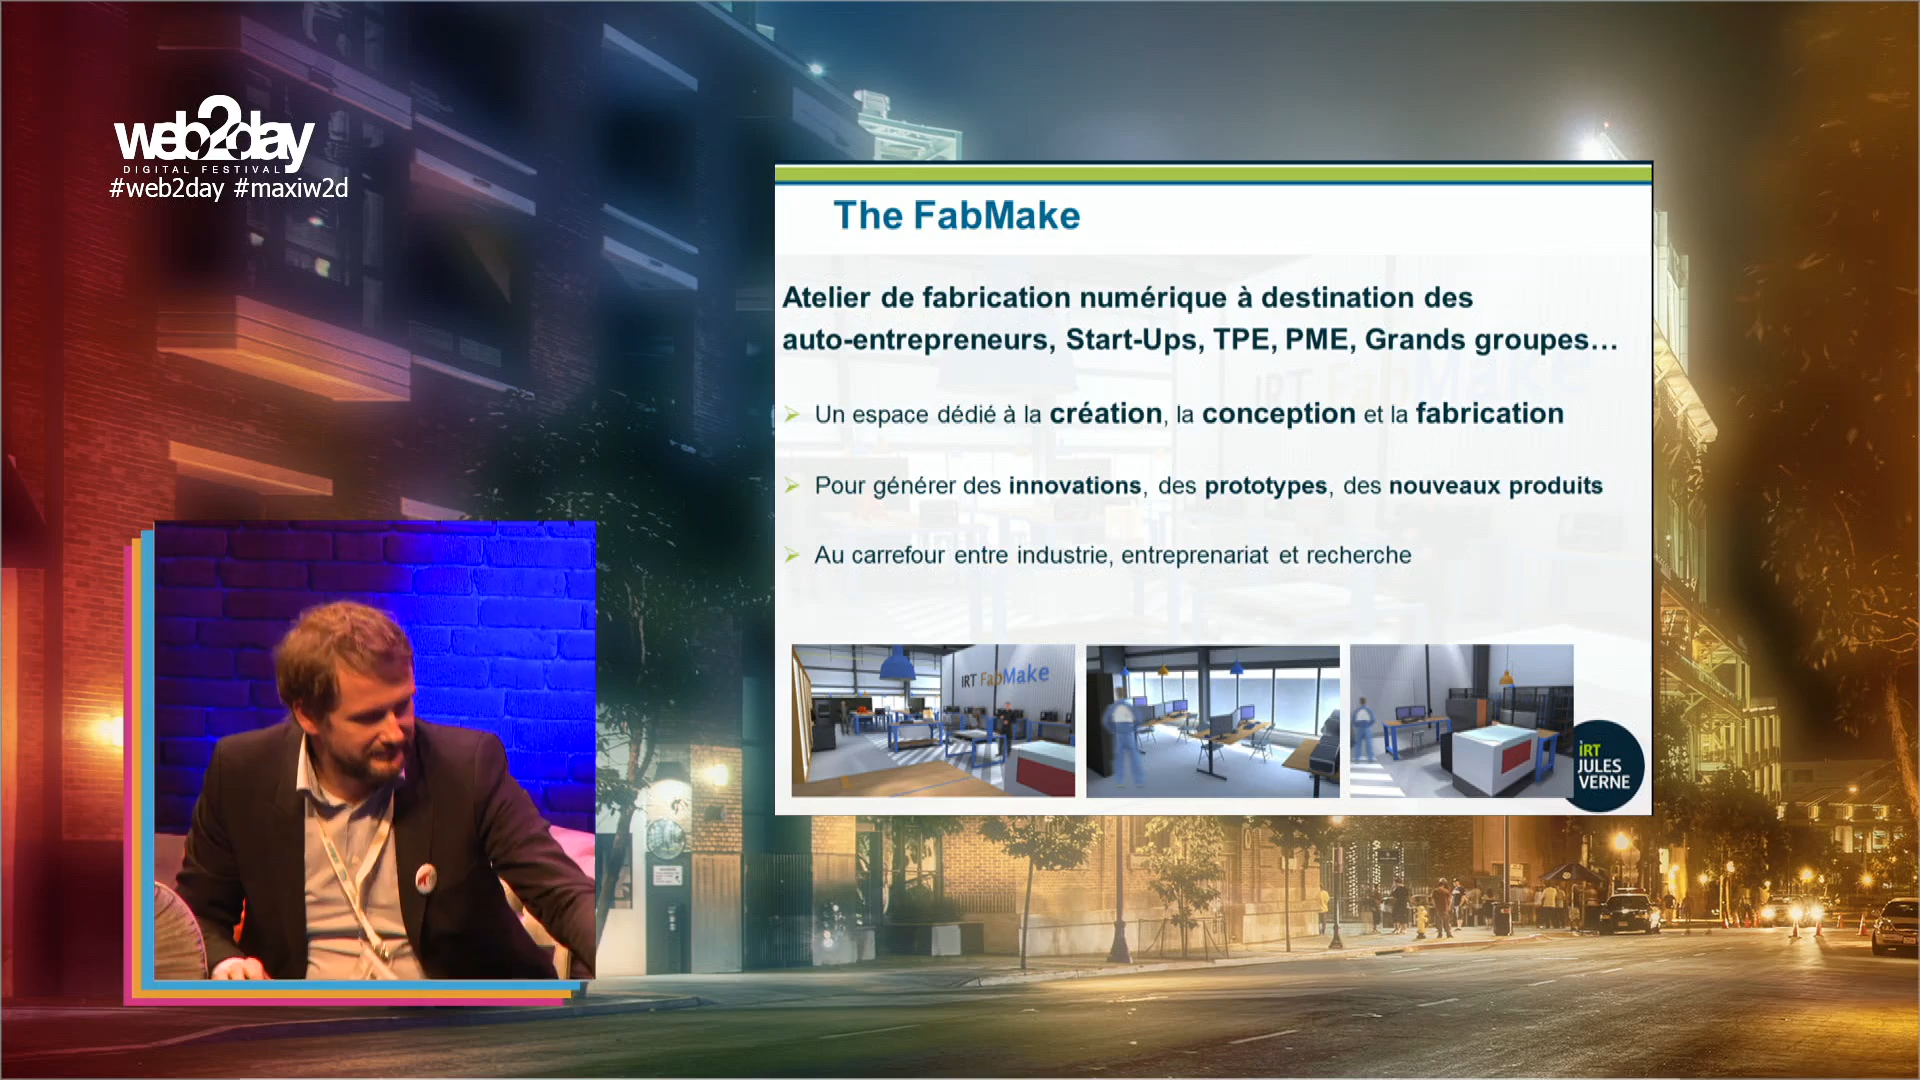 web2day
DIGITAL FESTIVAL
#web2day #maxiw2d
The FabMake
Atelier de fabrication numérique à destination des
auto-entrepreneurs, Start-Ups, TPE, PME, Grands groupes…
Un espace dédié à la création, la conception et la fabrication
Pour générer des innovations, des prototypes, des nouveaux produits
Au carrefour entre industrie, entreprenariat et recherche
IRT FabMake
IRT FabMake
iRT
JULES
VERNE